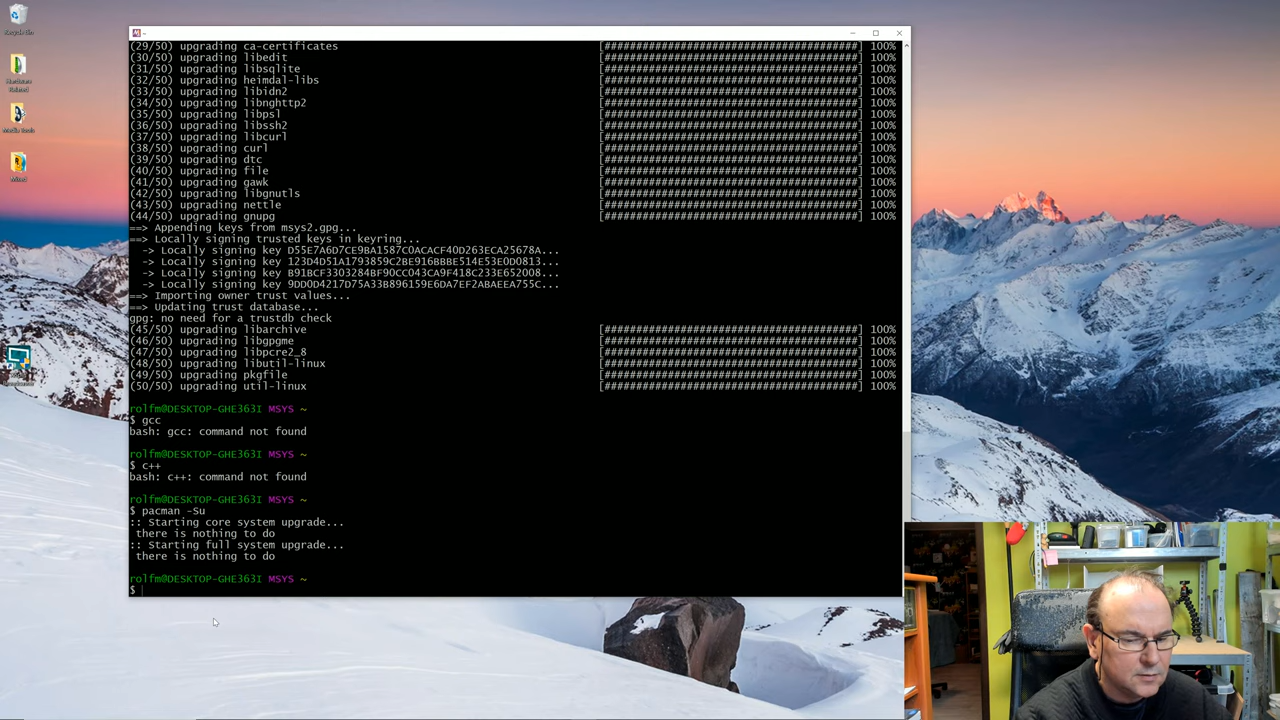 Recycle Bin
Hardware
Related
Mixed
(29/50) upgrading ca-certificates [######################################] 100%
(30/50) upgrading libedit [######################################] 100%
(31/50) upgrading libsqlite [######################################] 100%
(32/50) upgrading heimdal-libs [######################################] 100%
(33/50) upgrading libidn2 [######################################] 100%
(34/50) upgrading libnghttp2 [######################################] 100%
(35/50) upgrading libpsl [######################################] 100%
(36/50) upgrading libssh2 [######################################] 100%
(37/50) upgrading libcurl [######################################] 100%
(38/50) upgrading curl [######################################] 100%
(39/50) upgrading dtc [######################################] 100%
(40/50) upgrading file [######################################] 100%
(41/50) upgrading gawk [######################################] 100%
(42/50) upgrading libgnutls [######################################] 100%
(43/50) upgrading nettle [######################################] 100%
(44/50) upgrading gnupg [######################################] 100%
==> Appending keys from msys2.gpg...
==> Locally signing trusted keys in keyring...
-> Locally signing key D55E7A6D7CE9BA1587C0ACACF40D263ECA25678A...
-> Locally signing key 123D4D51A1793859C2BE916BBBE514E53E0D0813...
-> Locally signing key B91BCF3303284BF90CC043CA9F418C233E652008...
-> Locally signing key 9DD0D4217D75A33B896159E6DA7EF2ABAEEA755C...
==> Importing owner trust values...
==> Updating trust database...
gpg: no need for a trustdb check
(45/50) upgrading libarchive [######################################] 100%
(46/50) upgrading libgpgme [######################################] 100%
(47/50) upgrading libpcre2_8 [######################################] 100%
(48/50) upgrading libutil-linux [######################################] 100%
(49/50) upgrading pkgfile [######################################] 100%
(50/50) upgrading util-linux [######################################] 100%
rolfm@DESKTOP-GHE363I MSYS ~
$ gcc
bash: gcc: command not found
rolfm@DESKTOP-GHE363I MSYS ~
$ c++
bash: c++: command not found
rolfm@DESKTOP-GHE363I MSYS ~
$ pacman -Su
:: Starting core system upgrade...
there is nothing to do
:: Starting full system upgrade...
there is nothing to do
rolfm@DESKTOP-GHE363I MSYS ~
$